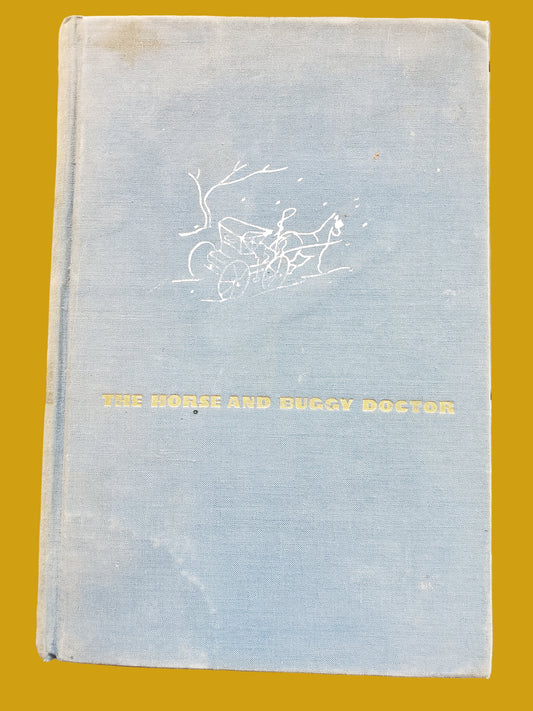 THE HORSE AND BUGGY DOCTOR